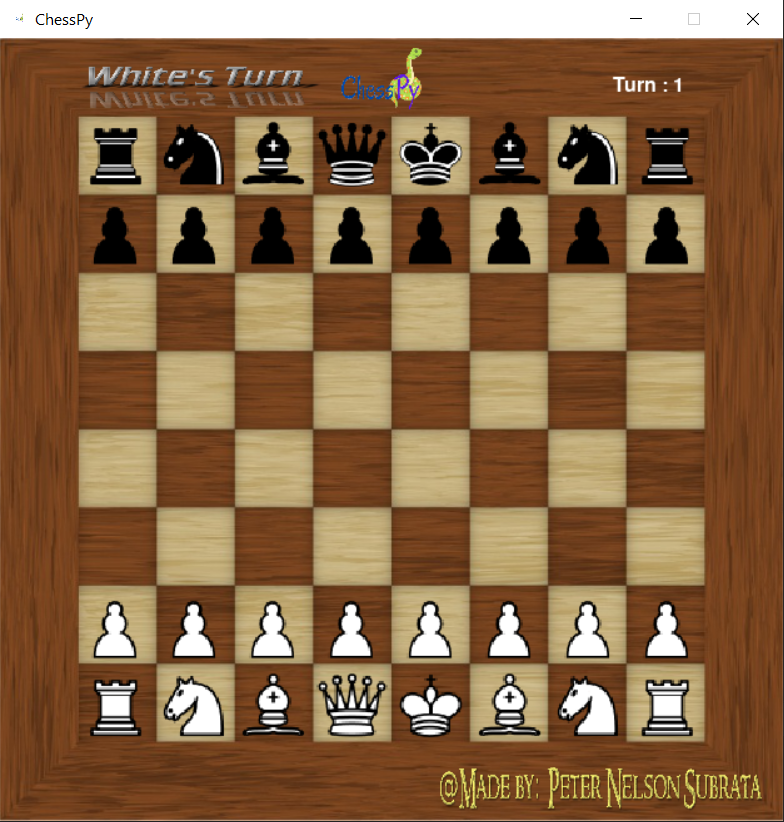 ChessPy
White's Turn
ChessPy
Turn : 1
@Made by: Peter Nelson Subrata